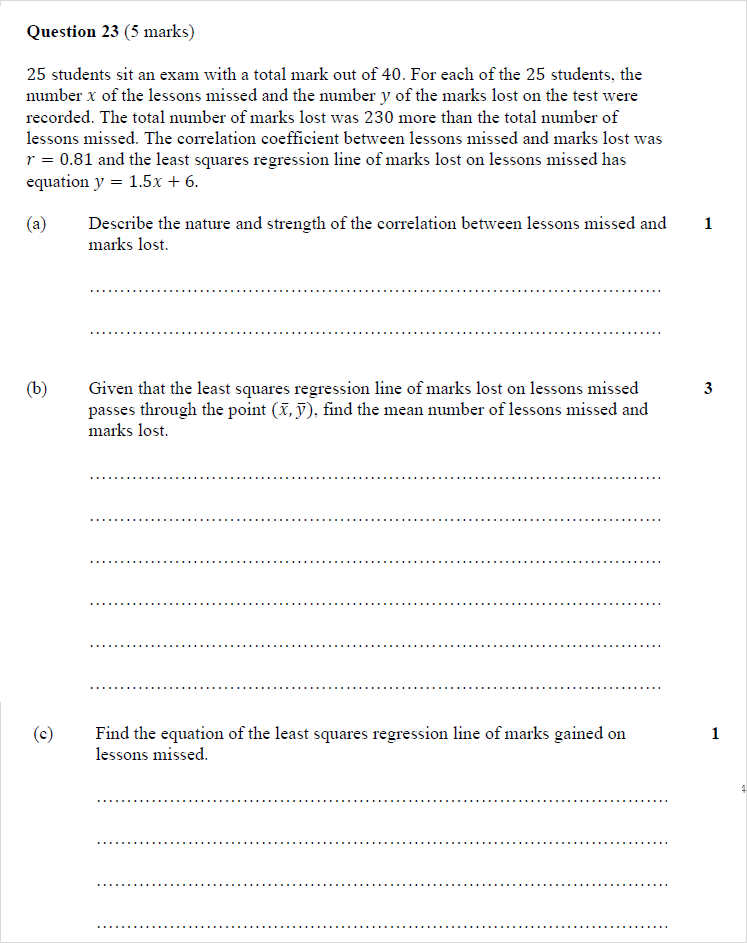 Question 23 (5 marks)
25 students sit an exam with a total mark out of 40. For each of the 25 students, the
number x of the lessons missed and the number y of the marks lost on the test were
recorded. The total number of marks lost was 230 more than the total number of
lessons missed. The correlation coefficient between lessons missed and marks lost was
r = 0.81 and the least squares regression line of marks lost on lessons missed has
equation y = 1.5x + 6.
(a) Describe the nature and strength of the correlation between lessons missed and 1
marks lost.
(b) Given that the least squares regression line of marks lost on lessons missed 3
passes through the point (x̄, ȳ), find the mean number of lessons missed and
marks lost.
(c) Find the equation of the least squares regression line of marks gained on 1
lessons missed.